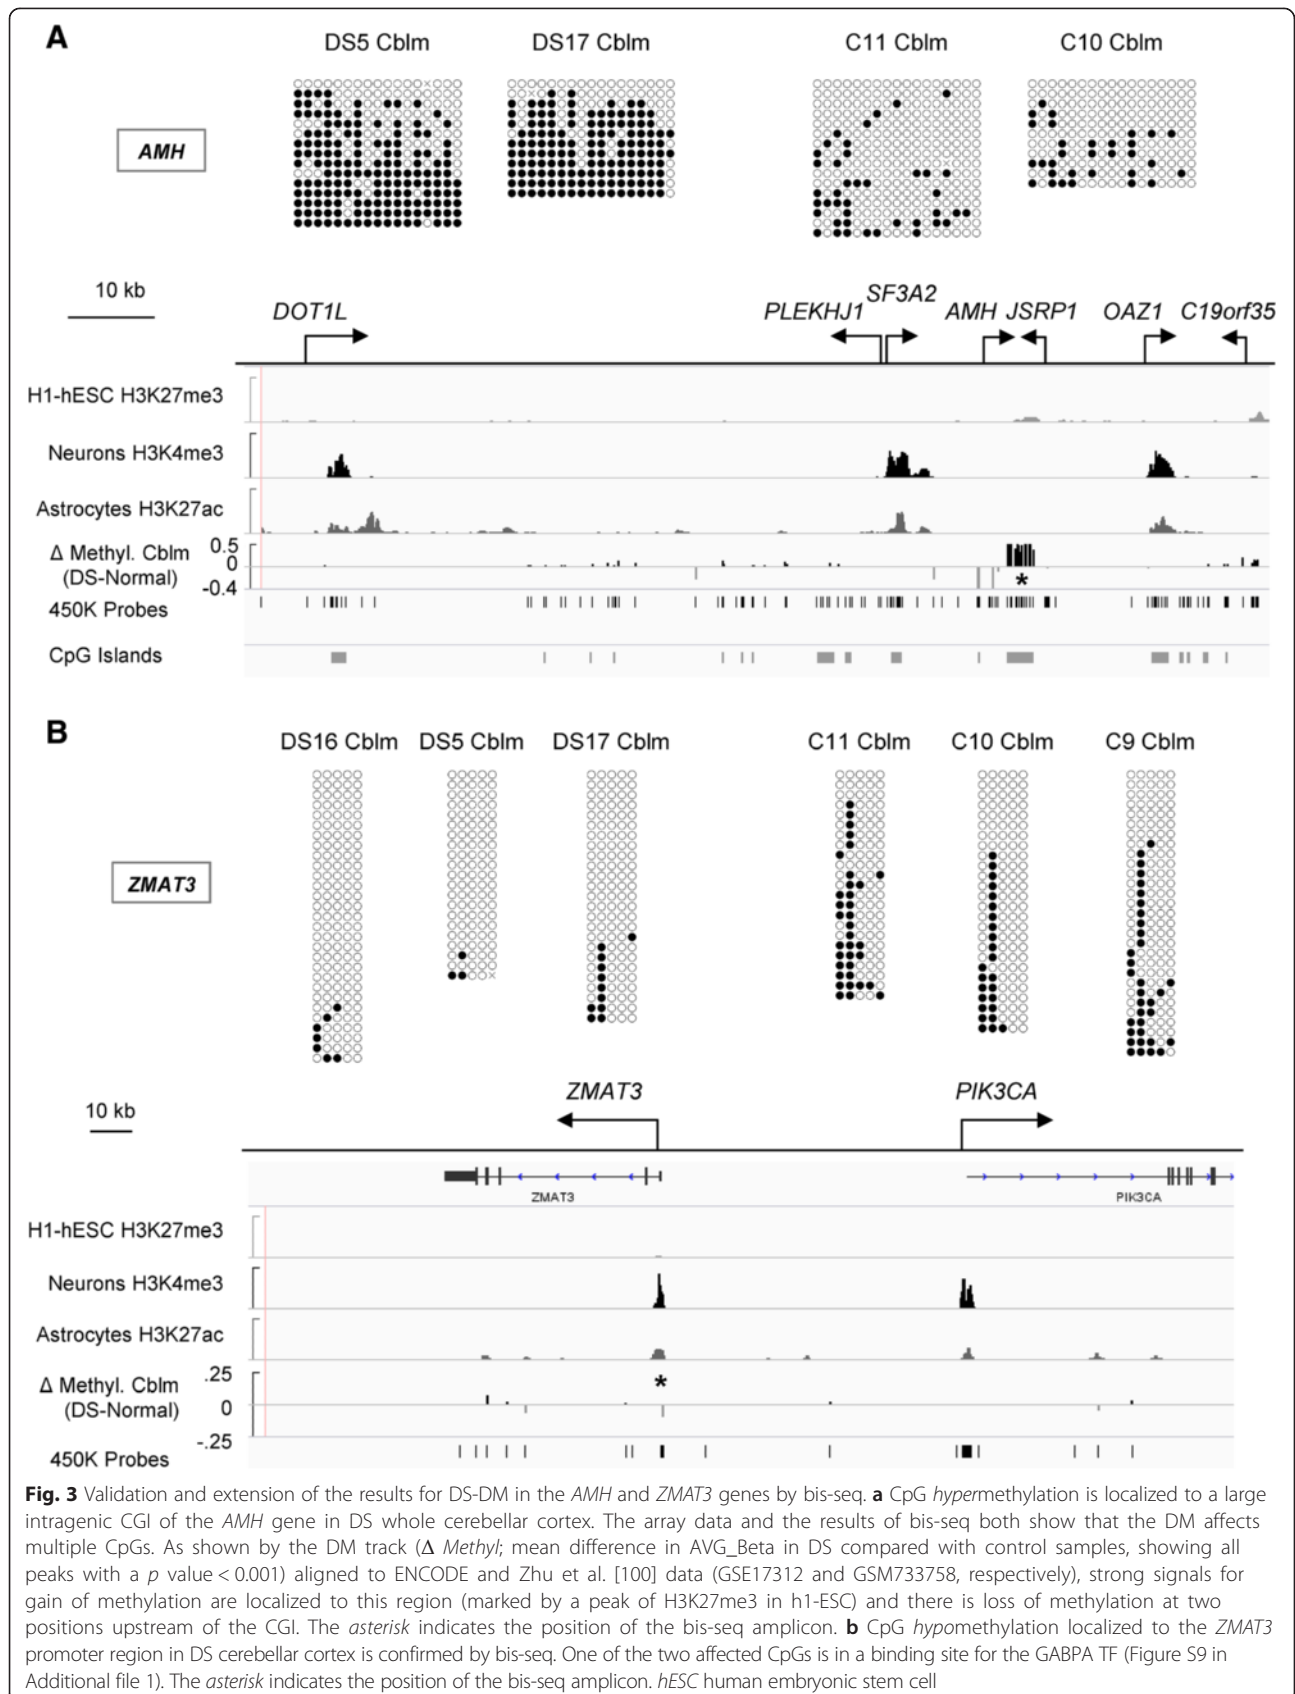 A
DS5 Cblm DS17 Cblm C11 Cblm C10 Cblm
AMH
10 kb
DOT1L PLEKHJ1 SF3A2 AMH JSRP1 OAZ1 C19orf35
H1-hESC H3K27me3
Neurons H3K4me3
Astrocytes H3K27ac
Δ Methyl. Cblm 0.5
0
(DS-Normal)
-0.4
*
450K Probes
CpG Islands
B
DS16 Cblm DS5 Cblm DS17 Cblm C11 Cblm C10 Cblm C9 Cblm
ZMAT3
10 kb
ZMAT3 PIK3CA
ZMAT3 PIK3CA
H1-hESC H3K27me3
Neurons H3K4me3
Astrocytes H3K27ac
.25
Δ Methyl. Cblm *
(DS-Normal) 0
-.25
450K Probes
Fig. 3 Validation and extension of the results for DS-DM in the AMH and ZMAT3 genes by bis-seq. a CpG hypermethylation is localized to a large
intragenic CGI of the AMH gene in DS whole cerebellar cortex. The array data and the results of bis-seq both show that the DM affects
multiple CpGs. As shown by the DM track (Δ Methyl; mean difference in AVG_Beta in DS compared with control samples, showing all
peaks with a p value < 0.001) aligned to ENCODE and Zhu et al. [100] data (GSE17312 and GSM733758, respectively), strong signals for
gain of methylation are localized to this region (marked by a peak of H3K27me3 in h1-ESC) and there is loss of methylation at two
positions upstream of the CGI. The asterisk indicates the position of the bis-seq amplicon. b CpG hypomethylation localized to the ZMAT3
promoter region in DS cerebellar cortex is confirmed by bis-seq. One of the two affected CpGs is in a binding site for the GABPA TF (Figure S9 in
Additional file 1). The asterisk indicates the position of the bis-seq amplicon. hESC human embryonic stem cell